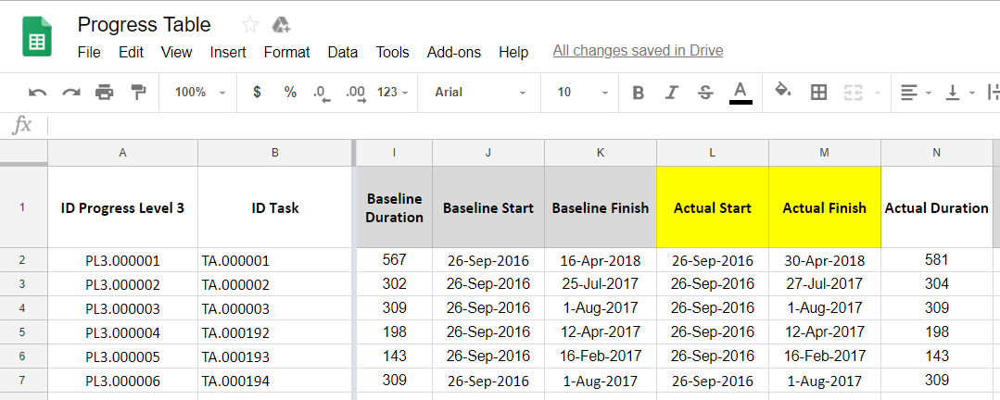 Progress Table
File Edit View Insert Format Data Tools Add-ons Help All changes saved in Drive
100% $ % .0 .00 123 Arial 10 B I S A
fx
A B I J K L M N
1 ID Progress Level 3 ID Task Baseline Duration Baseline Start Baseline Finish Actual Start Actual Finish Actual Duration
2 PL3.000001 TA.000001 567 26-Sep-2016 16-Apr-2018 26-Sep-2016 30-Apr-2018 581
3 PL3.000002 TA.000002 302 26-Sep-2016 25-Jul-2017 26-Sep-2016 27-Jul-2017 304
4 PL3.000003 TA.000003 309 26-Sep-2016 1-Aug-2017 26-Sep-2016 1-Aug-2017 309
5 PL3.000004 TA.000192 198 26-Sep-2016 12-Apr-2017 26-Sep-2016 12-Apr-2017 198
6 PL3.000005 TA.000193 143 26-Sep-2016 16-Feb-2017 26-Sep-2016 16-Feb-2017 143
7 PL3.000006 TA.000194 309 26-Sep-2016 1-Aug-2017 26-Sep-2016 1-Aug-2017 309